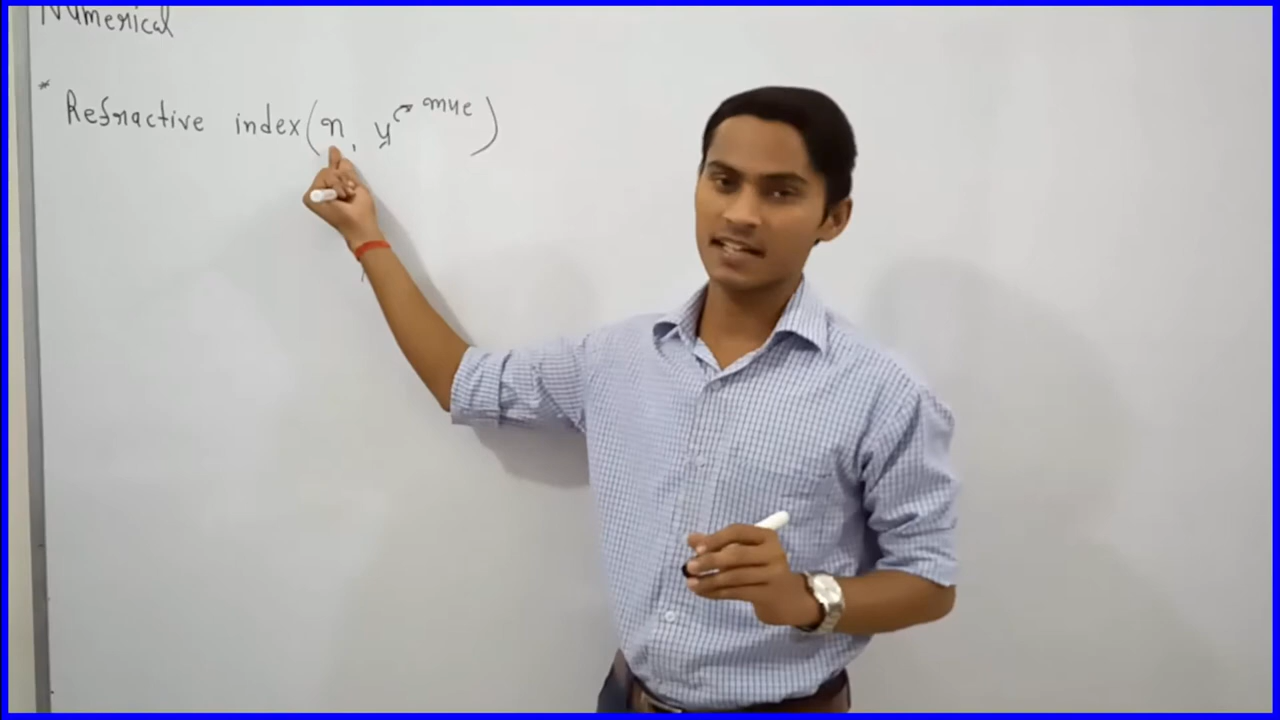 Numerical
* Refractive index (n, μ mue)